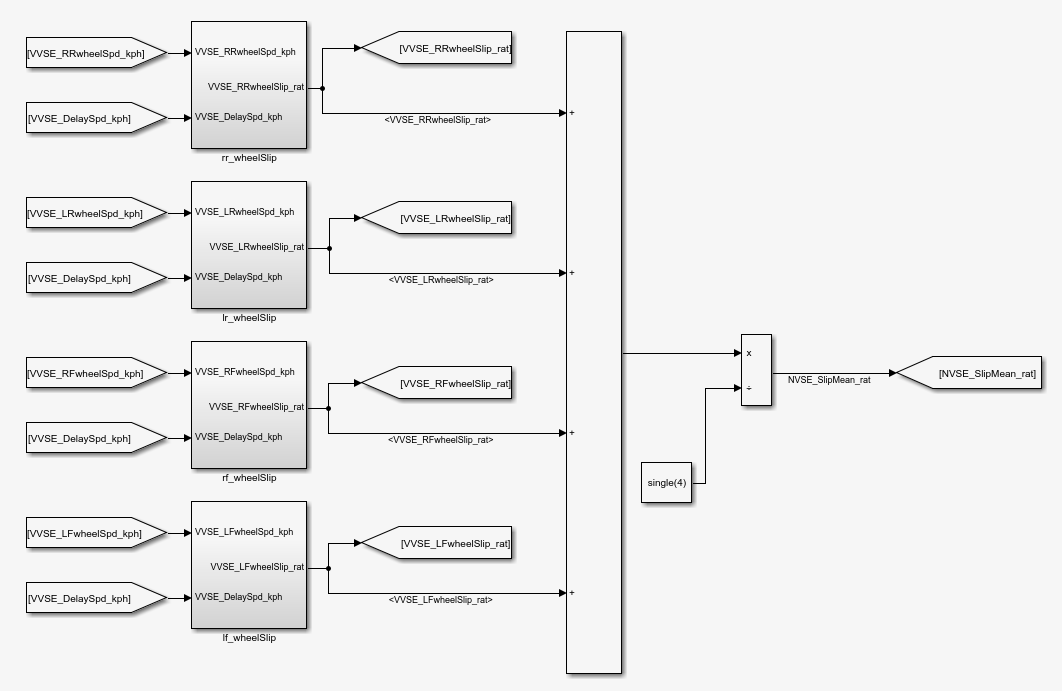 [VVSE_RRwheelSpd_kph]
VVSE_RRwheelSpd_kph
VVSE_RRwheelSlip_rat
[VVSE_DelaySpd_kph]
VVSE_DelaySpd_kph
rr_wheelSlip
[VVSE_RRwheelSlip_rat]
<VVSE_RRwheelSlip_rat>
+
[VVSE_LRwheelSpd_kph]
VVSE_LRwheelSpd_kph
VVSE_LRwheelSlip_rat
[VVSE_DelaySpd_kph]
VVSE_DelaySpd_kph
lr_wheelSlip
[VVSE_LRwheelSlip_rat]
<VVSE_LRwheelSlip_rat>
+
[VVSE_RFwheelSpd_kph]
VVSE_RFwheelSpd_kph
VVSE_RFwheelSlip_rat
[VVSE_DelaySpd_kph]
VVSE_DelaySpd_kph
rf_wheelSlip
[VVSE_RFwheelSlip_rat]
<VVSE_RFwheelSlip_rat>
+
[VVSE_LFwheelSpd_kph]
VVSE_LFwheelSpd_kph
VVSE_LFwheelSlip_rat
[VVSE_DelaySpd_kph]
VVSE_DelaySpd_kph
lf_wheelSlip
[VVSE_LFwheelSlip_rat]
<VVSE_LFwheelSlip_rat>
+
x
÷
single(4)
NVSE_SlipMean_rat
[NVSE_SlipMean_rat]